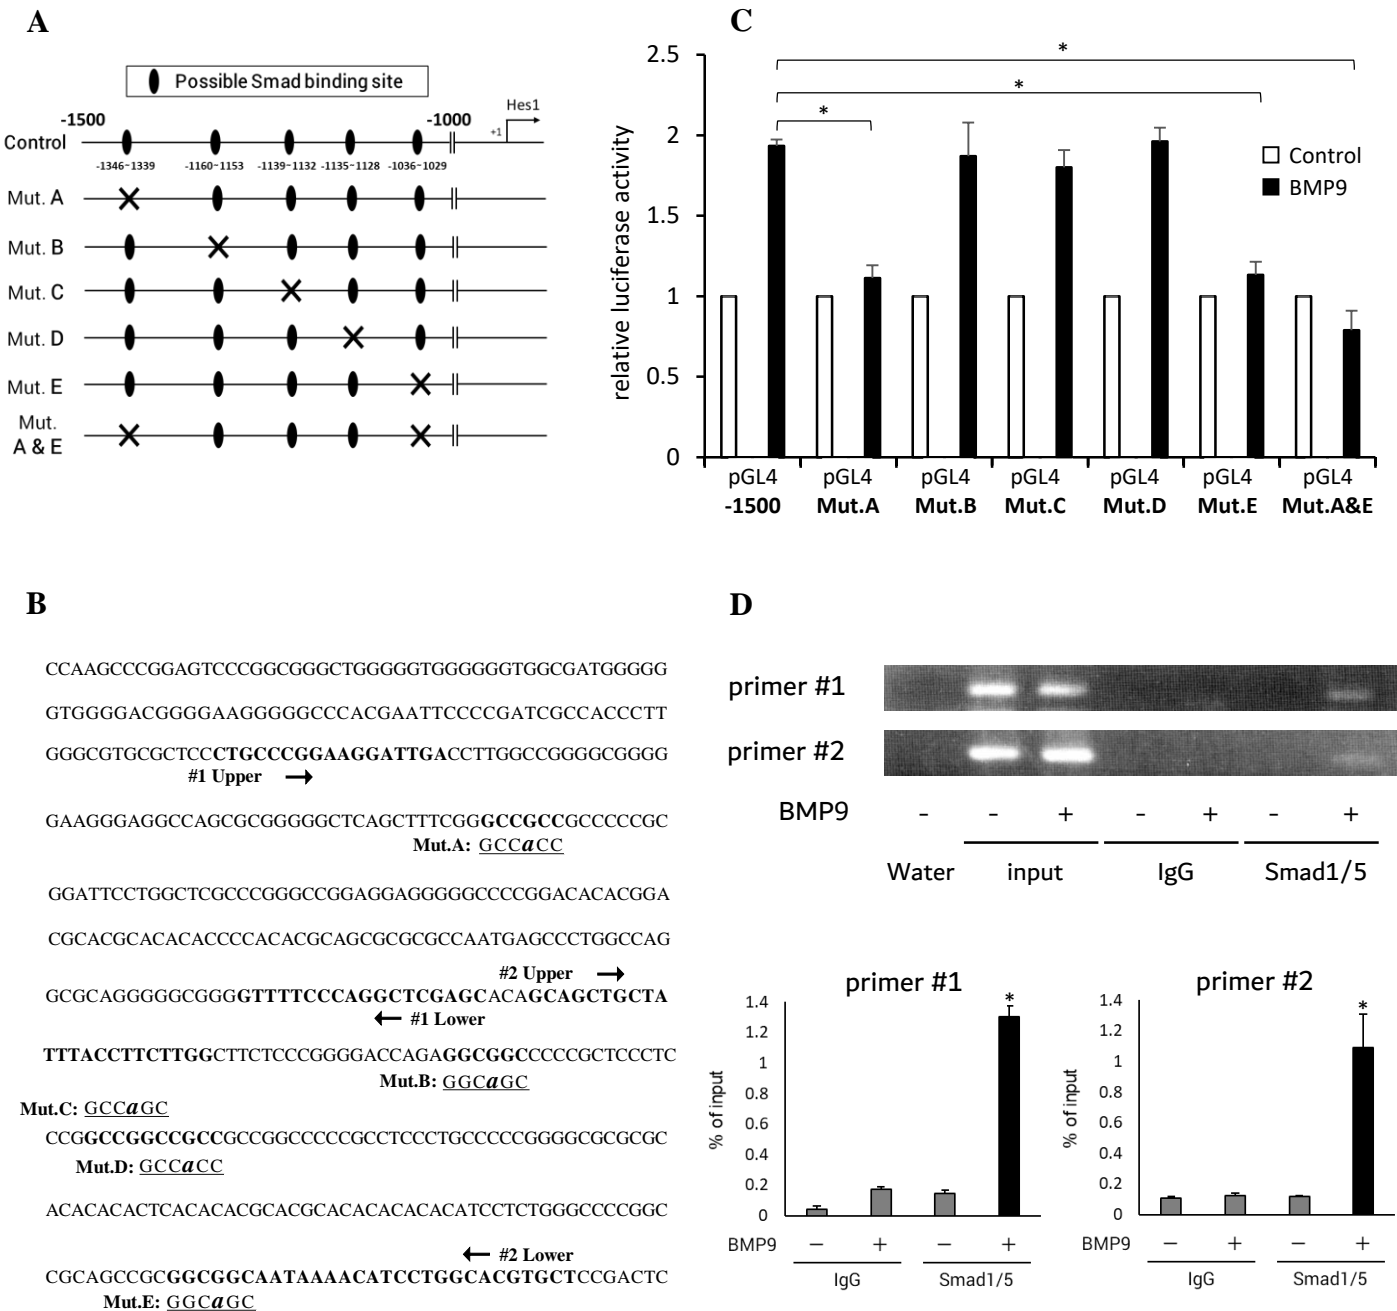 A
Possible Smad binding site
-1500
-1000
Hes1
+1
Control
-1346~1339
-1160~1153
-1139~1132
-1135~1128
-1036~1029
Mut. A
Mut. B
Mut. C
Mut. D
Mut. E
Mut.
A & E
C
relative luciferase activity
2.5
2
1.5
1
0.5
0
*
*
*
Control
BMP9
pGL4 pGL4 pGL4 pGL4 pGL4 pGL4 pGL4
-1500 Mut.A Mut.B Mut.C Mut.D Mut.E Mut.A&E
B
CCAAGCCCGGAGTCCCGGCGGGCTGGGGGTGGGGGGTGGCGATGGGGG
GTGGGGACGGGGAAGGGGGCCCACGAATTCCCCGATCGCCACCCTT
GGGCGTGCGCTCCCTGCCCGGAAGGATTGACCTTGGCCGGGGCGGGG
#1 Upper →
GAAGGGAGGCCAGCGCGGGGGCTCAGCTTTCGGGCCGCCGCCCCCGC
Mut.A: GCCaCC
GGATTCCTGGCTCGCCCGGGCCGGAGGAGGGGGCCCCGGACACACGGA
CGCACGCACACACCCCACACGCAGCGCGCGCCAATGAGCCCTGGCCAG
#2 Upper →
GCGCAGGGGGCGGGGTTTTCCCAGGCTCGAGCACAGCAGCTGCTA
← #1 Lower
TTTACCTTCTTGGCTTCTCCCGGGGACCAGAGGCGGCCCCCGCTCCCTC
Mut.B: GGCaGC
Mut.C: GCCaGC
CCGGCCGGCCGCCGCCGGCCCCCGCCTCCCTGCCCCCGGGGCGCGCGC
Mut.D: GCCaCC
ACACACACTCACACACGCACGCACACACACACATCCTCTGGGCCCCGGC
← #2 Lower
CGCAGCCGCGGCGGCAATAAAACATCCTGGCACGTGCTCCGACTC
Mut.E: GGCaGC
D
primer #1
primer #2
BMP9 - - + - + - +
Water input IgG Smad1/5
primer #1
% of input
1.4
1.2
1
0.8
0.6
0.4
0.2
0
*
BMP9 − + − +
IgG Smad1/5
primer #2
% of input
1.4
1.2
1
0.8
0.6
0.4
0.2
0
*
BMP9 − + − +
IgG Smad1/5